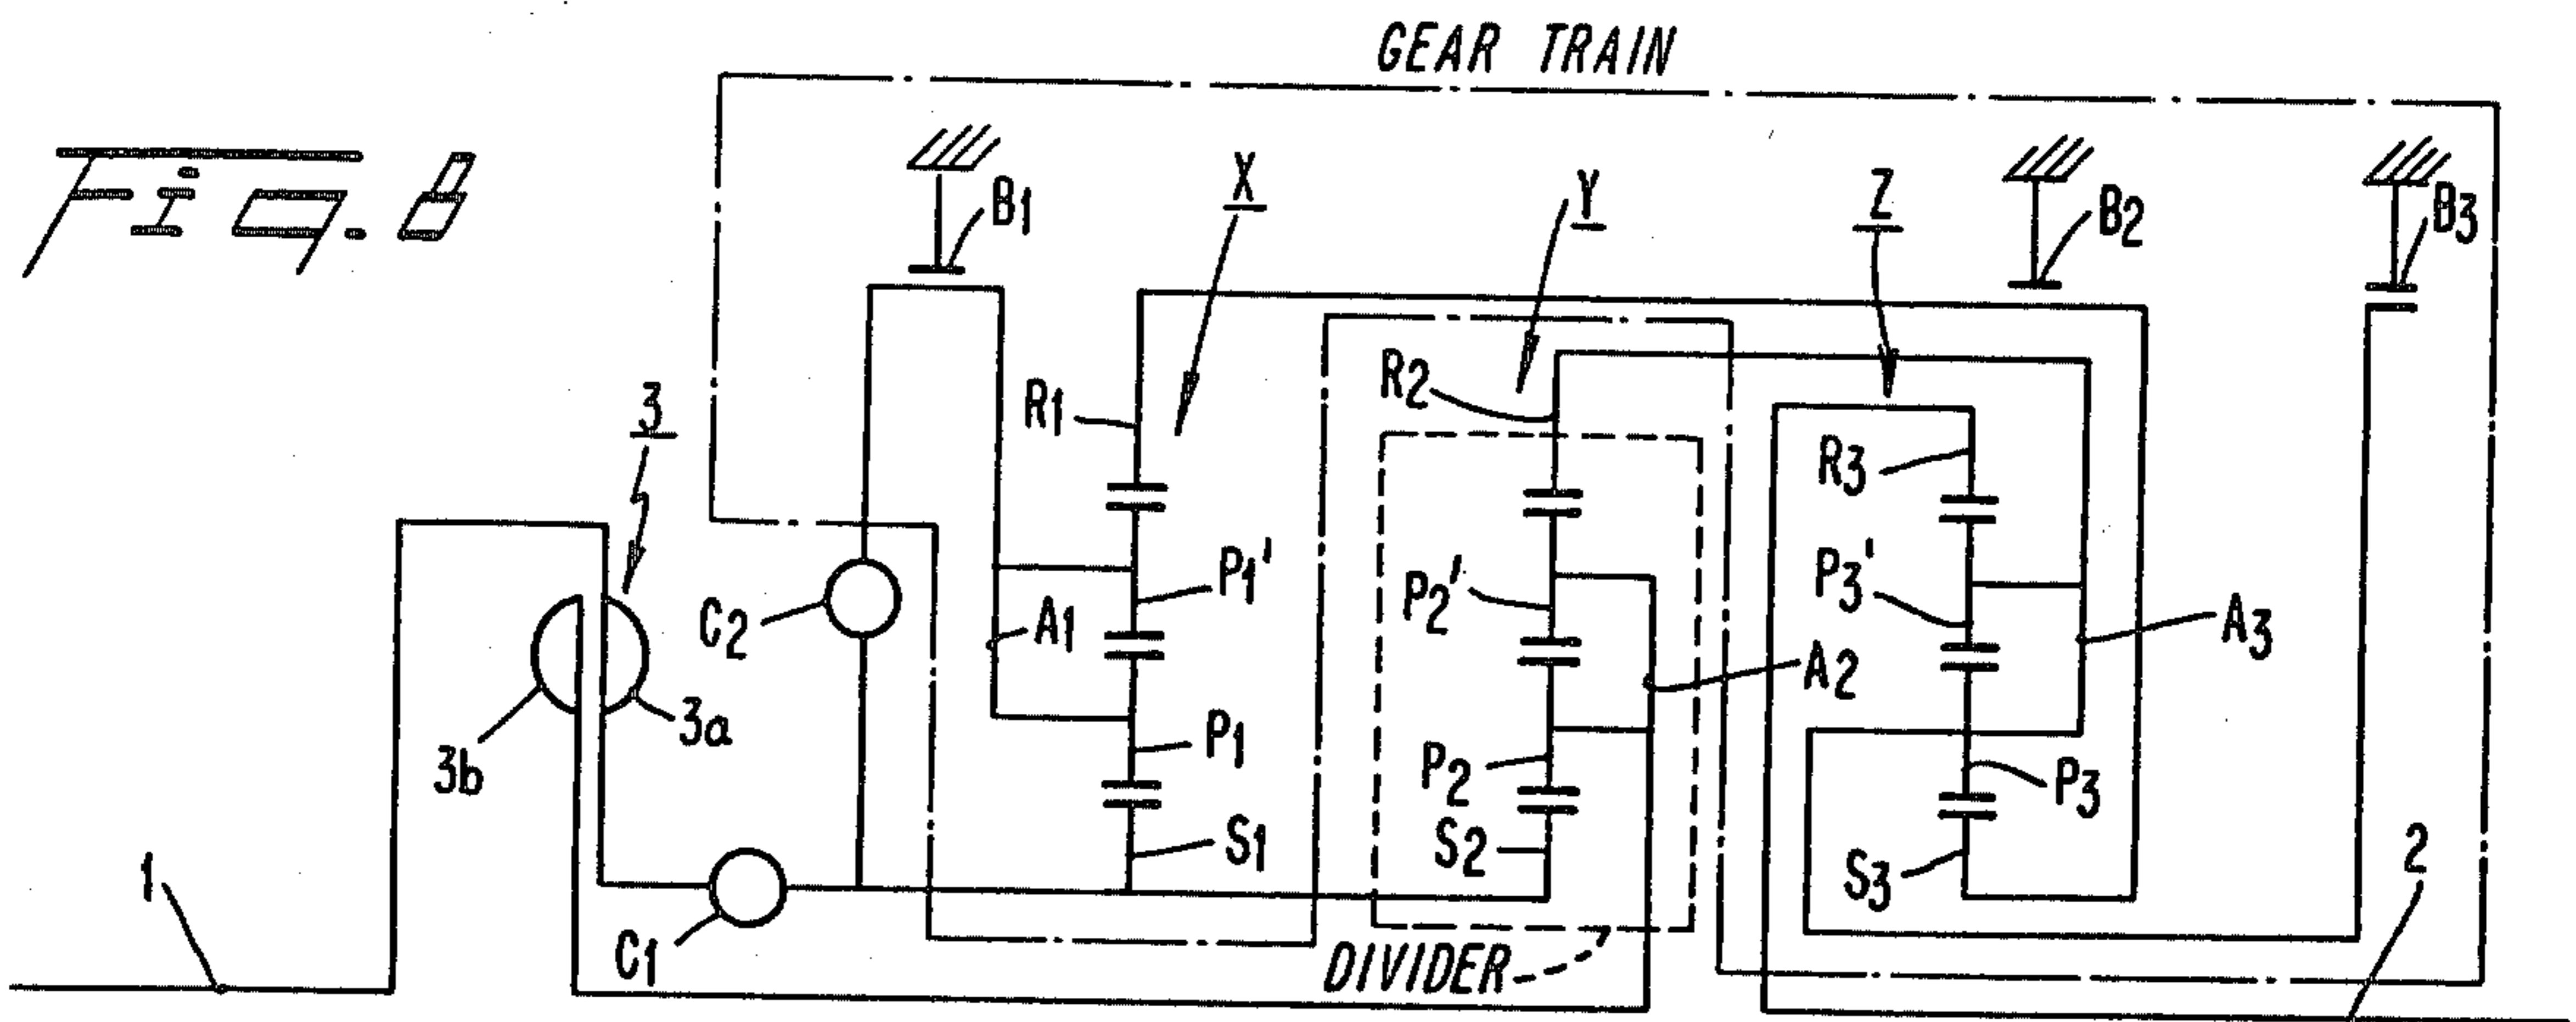 GEAR TRAIN
Fig. 8
B1
X
Y
Z
B2
B3
R1
R2
R3
3
C2
A1
P1'
P2'
P3'
A3
A2
3b
3a
P1
P2
P3
S1
S2
S3
1
C1
DIVIDER
2